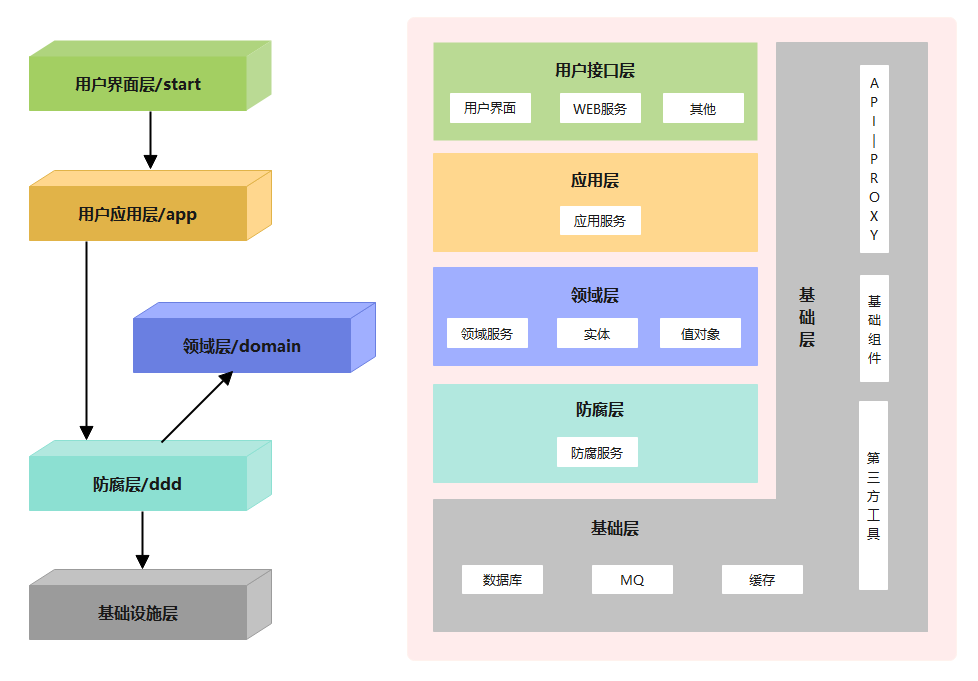 用户界面层/start
用户应用层/app
领域层/domain
防腐层/ddd
基础设施层
用户接口层
用户界面
WEB服务
其他
应用层
应用服务
领域层
领域服务
实体
值对象
防腐层
防腐服务
基础层
数据库
MQ
缓存
基础层
API|PROXY
基础组件
第三方工具